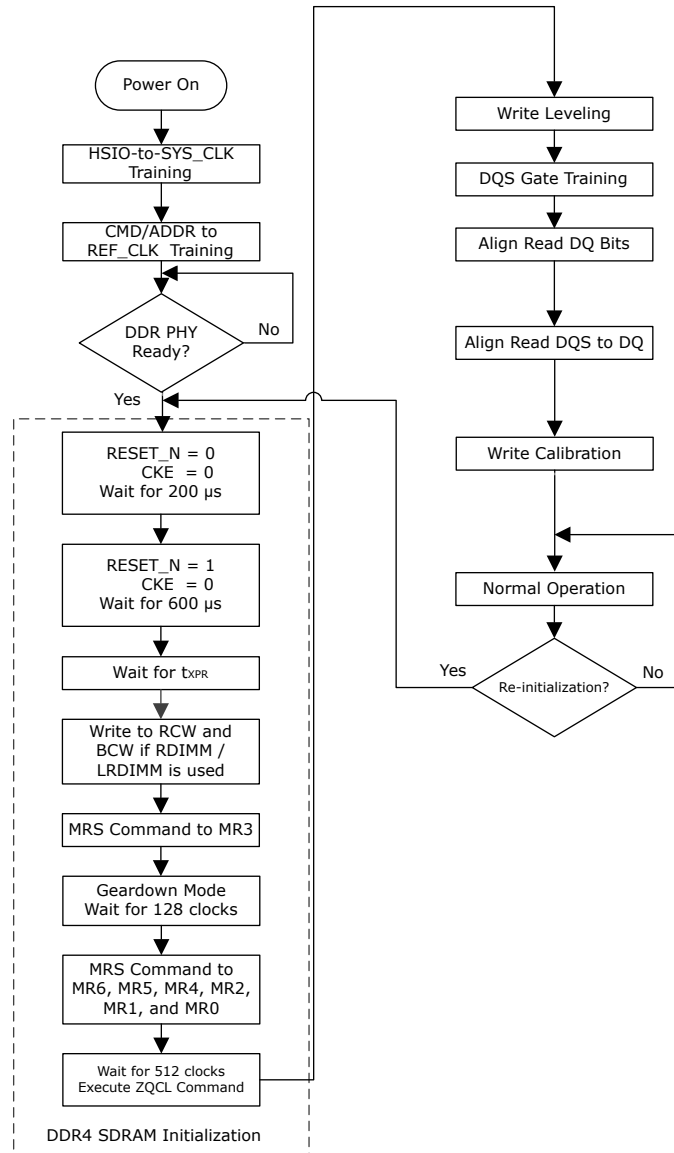 Power On
HSIO-to-SYS_CLK
Training
CMD/ADDR to
REF_CLK Training
DDR PHY
Ready?
No
Yes
RESET_N = 0
CKE = 0
Wait for 200 µs
RESET_N = 1
CKE = 0
Wait for 600 µs
Wait for tXPR
Write to RCW and
BCW if RDIMM /
LRDIMM is used
MRS Command to MR3
Geardown Mode
Wait for 128 clocks
MRS Command to
MR6, MR5, MR4, MR2,
MR1, and MR0
Wait for 512 clocks
Execute ZQCL Command
DDR4 SDRAM Initialization
Write Leveling
DQS Gate Training
Align Read DQ Bits
Align Read DQS to DQ
Write Calibration
Normal Operation
Re-initialization?
Yes
No